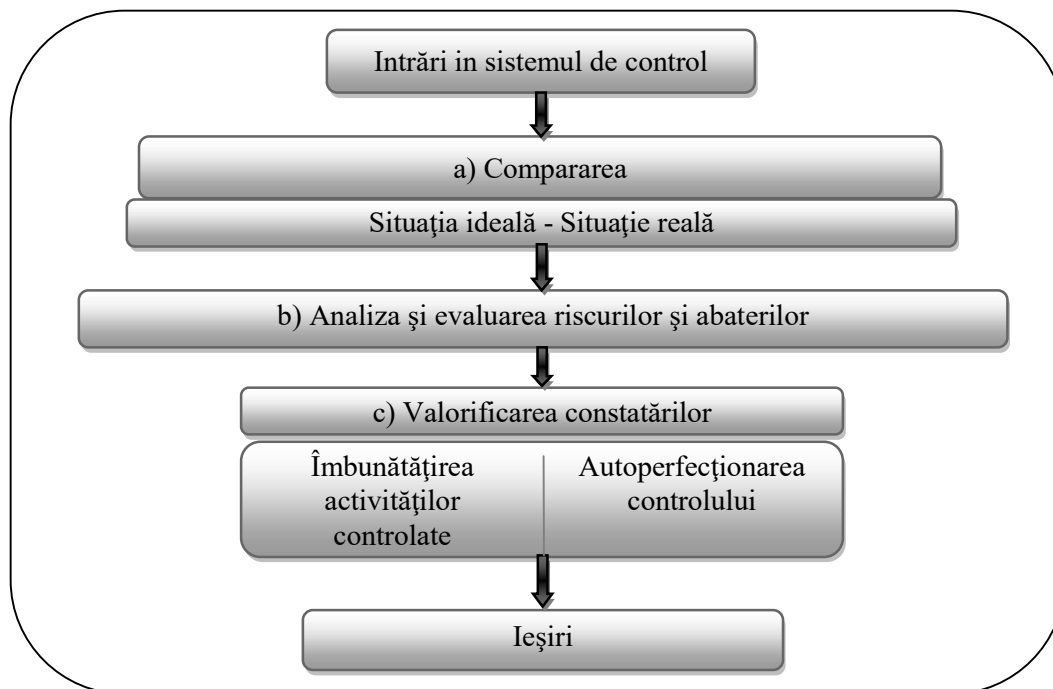 Intrări in sistemul de control
a) Compararea
Situaţia ideală - Situaţie reală
b) Analiza şi evaluarea riscurilor şi abaterilor
c) Valorificarea constatărilor
Îmbunătăţirea
activităţilor
controlate
Autoperfecţionarea
controlului
Ieşiri